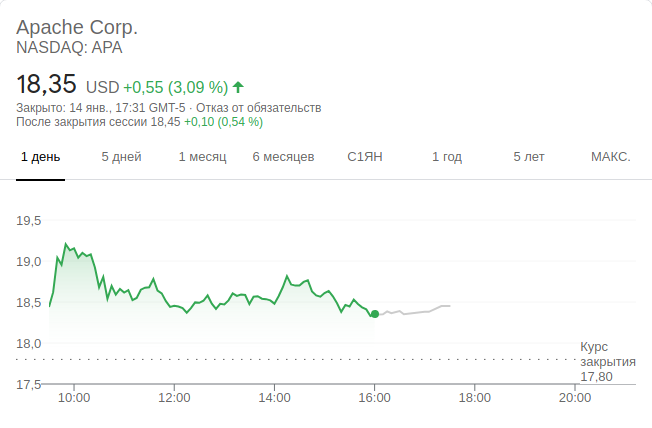 Apache Corp.
NASDAQ: APA
18,35 USD +0,55 (3,09 %)
Закрыто: 14 янв., 17:31 GMT-5 · Отказ от обязательств
После закрытия сессии 18,45 +0,10 (0,54 %)
1 день 5 дней 1 месяц 6 месяцев С1ЯН 1 год 5 лет МАКС.
19,5
19,0
18,5
18,0
Курс
закрытия
17,80
17,5
10:00 12:00 14:00 16:00 18:00 20:00